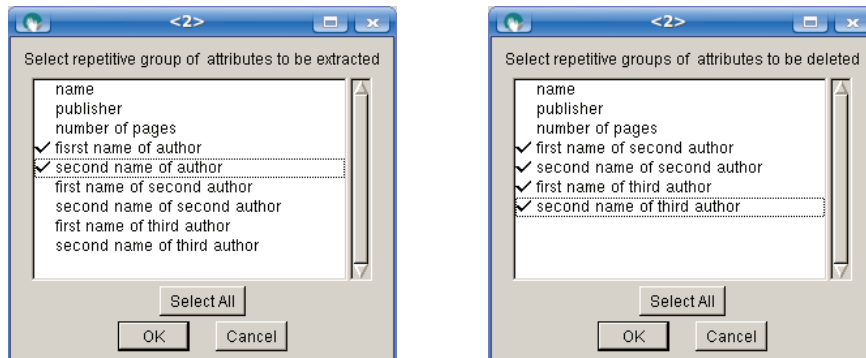 <2>
Select repetitive group of attributes to be extracted
name
publisher
number of pages
fisrst name of author
second name of author
first name of second author
second name of second author
first name of third author
second name of third author
Select All
OK Cancel
<2>
Select repetitive groups of attributes to be deleted
name
publisher
number of pages
first name of second author
second name of second author
first name of third author
second name of third author
Select All
OK Cancel